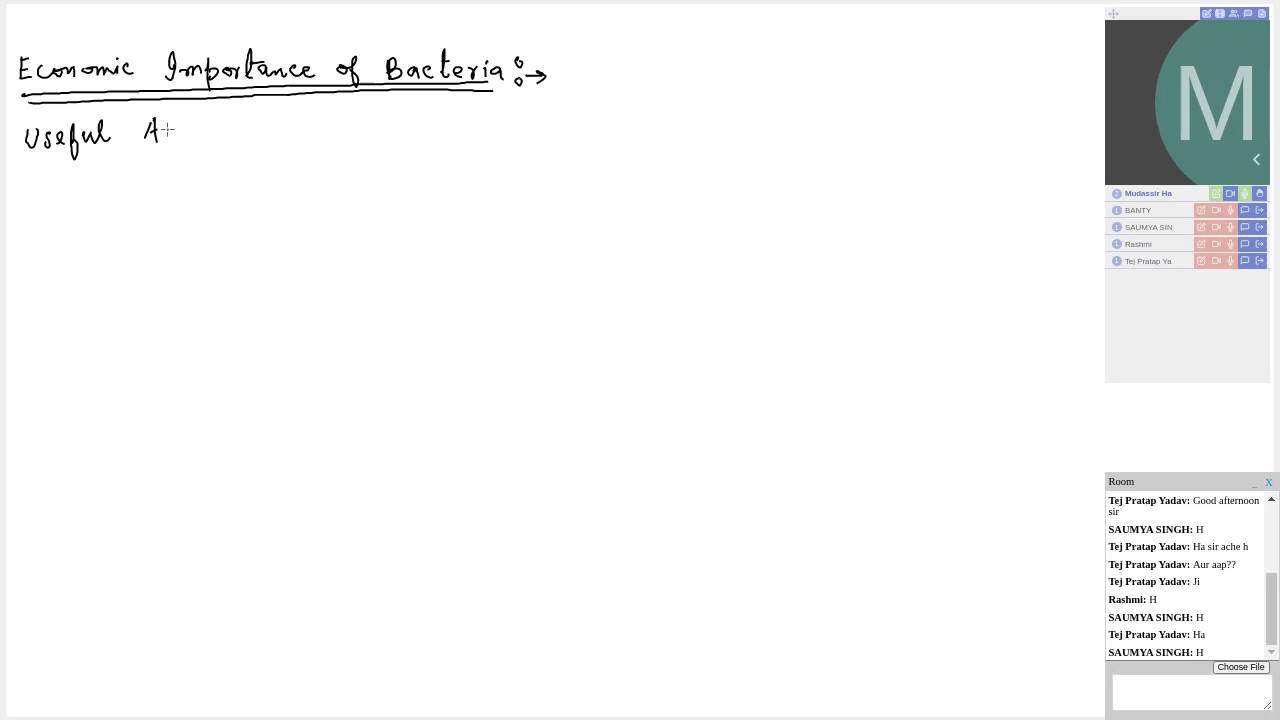 Economic Importance of Bacteria :→
Useful A
M
Mudassir Ha
BANTY
SAUMYA SIN
Rashmi
Tej Pratap Ya
Room _ X
Tej Pratap Yadav: Good afternoon
sir
SAUMYA SINGH: H
Tej Pratap Yadav: Ha sir ache h
Tej Pratap Yadav: Aur aap??
Tej Pratap Yadav: Ji
Rashmi: H
SAUMYA SINGH: H
Tej Pratap Yadav: Ha
SAUMYA SINGH: H
Choose File